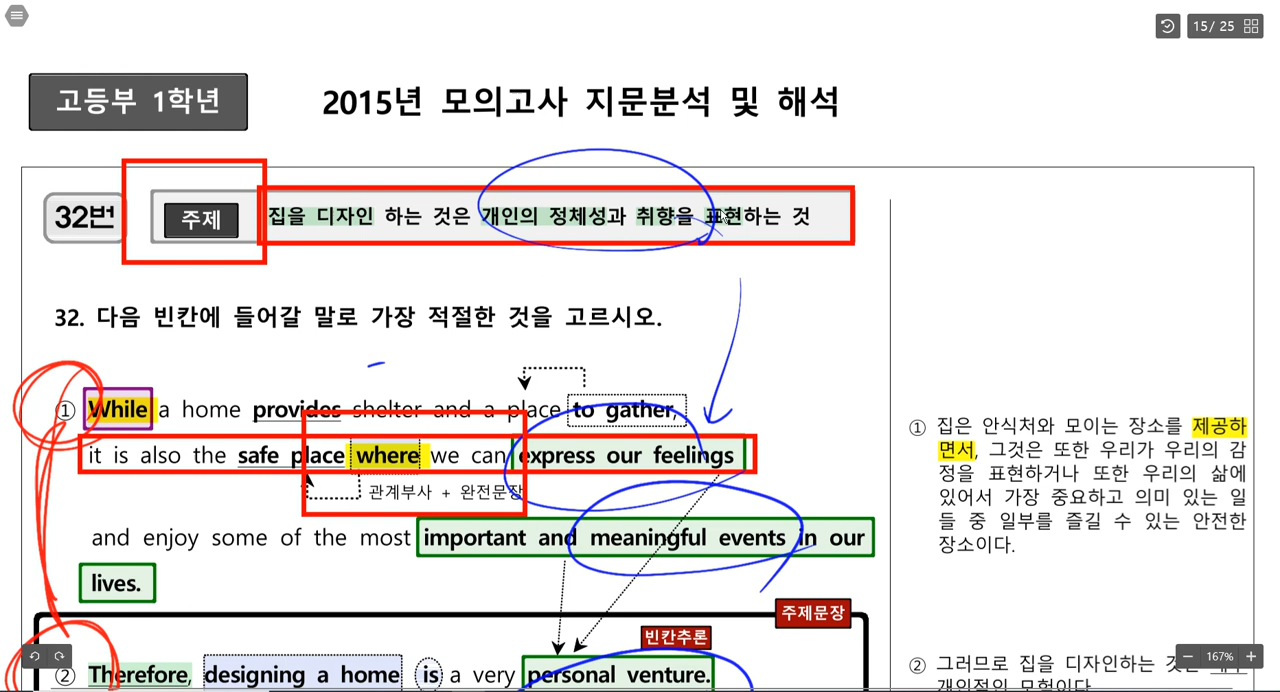 15/ 25
고등부 1학년
2015년 모의고사 지문분석 및 해석
32번 주제 집을 디자인 하는 것은 개인의 정체성과 취향을 표현하는 것
32. 다음 빈칸에 들어갈 말로 가장 적절한 것을 고르시오.
① While a home provides shelter and a place to gather,
it is also the safe place where we can express our feelings
관계부사 + 완전문장
and enjoy some of the most important and meaningful events in our
lives.
주제문장
빈칸추론
② Therefore, designing a home is a very personal venture.
① 집은 안식처와 모이는 장소를 제공하
면서, 그것은 또한 우리가 우리의 감
정을 표현하거나 또한 우리의 삶에
있어서 가장 중요하고 의미 있는 일
들 중 일부를 즐길 수 있는 안전한
장소이다.
② 그러므로 집을 디자인하는 것은
개인적인 모험이다
167%